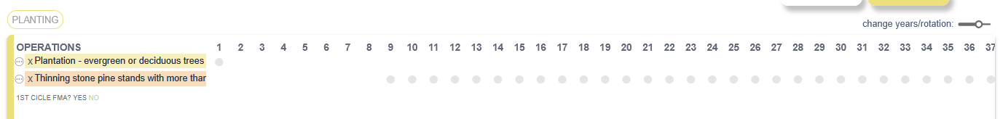 PLANTING
change years/rotation:
OPERATIONS 1 2 3 4 5 6 7 8 9 10 11 12 13 14 15 16 17 18 19 20 21 22 23 24 25 26 27 28 29 30 31 32 33 34 35 36 37
x Plantation - evergreen or deciduous trees
x Thinning stone pine stands with more than
1ST CICLE FMA? YES NO